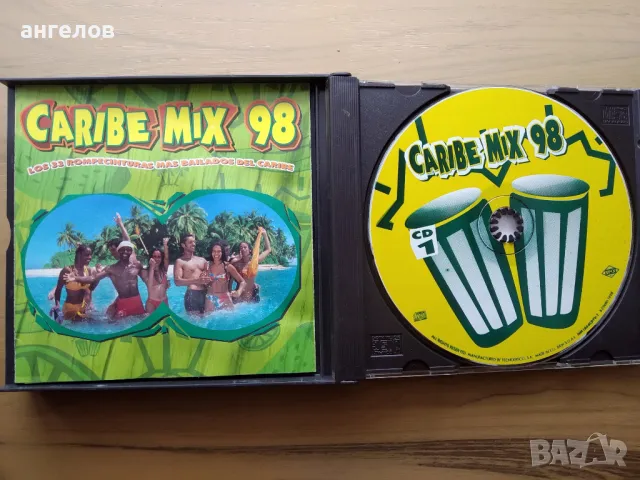 ангелов
CARIBE MIX 98
LOS 33 ROMPECINTURAS MAS BAILADOS DEL CARIBE
CARIBE MIX 98
CD
1
BAZAR